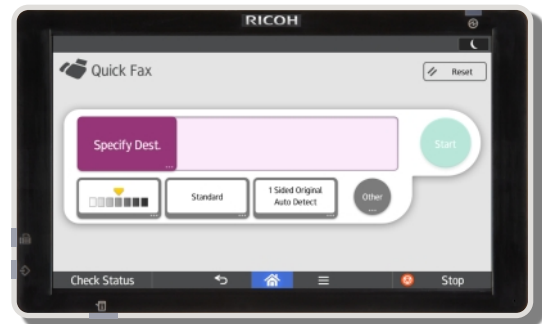 RICOH
Quick Fax
Reset
Specify Dest.
Start
Standard
1 Sided Original
Auto Detect
Other
Check Status
Stop